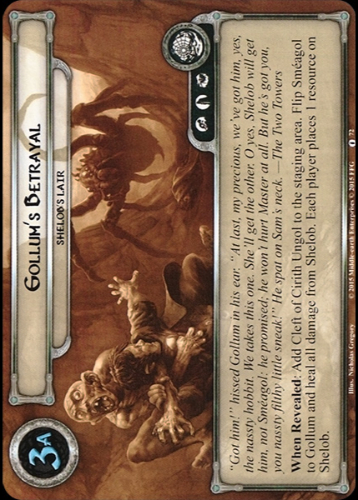 3A
GOLLUM'S BETRAYAL
SHELOB'S LAIR
"Got him!" hissed Gollum in his ear. "At last, my precious, we've got him, yes,
the nassty hobbit. We takes this one. She'll get the other. O yes, Shelob will get
him, not Sméagol: he promised; he won't hurt Master at all. But he's got you,
you nassty filthy little sneak!" He spat on Sam's neck. —The Two Towers
When Revealed: Add Cleft of Cirith Ungol to the staging area. Flip Sméagol
to Gollum and heal all damage from Shelob. Each player places 1 resource on
Shelob.
Illus. Nicholas Gregory © 2015 Middle-earth Enterprises © 2015 FFG 72